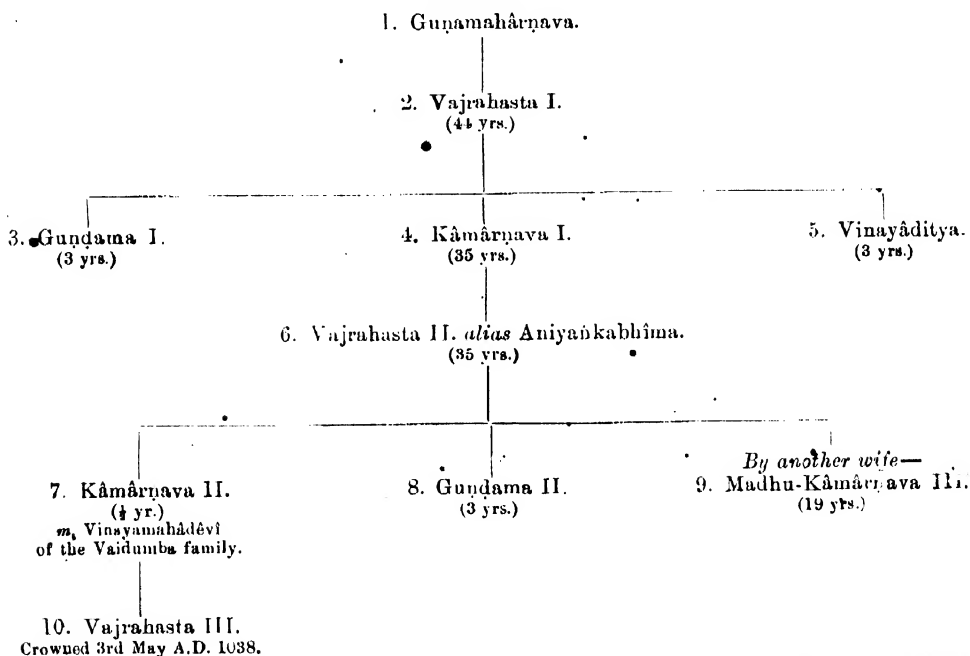 1. Guṇamahârṇava.
2. Vajrahasta I.
(44 yrs.)
3. Guṇḍama I.
(3 yrs.)
4. Kâmârṇava I.
(35 yrs.)
5. Vinayâditya.
(3 yrs.)
6. Vajrahasta II. alias Aniyaṅkabhîma.
(35 yrs.)
7. Kâmârṇava II.
(½ yr.)
m. Vinayamahâdêvî
of the Vaidumba family.
8. Guṇḍama II.
(3 yrs.)
By another wife—
9. Madhu-Kâmârṇava III.
(19 yrs.)
10. Vajrahasta III.
Crowned 3rd May A.D. 1038.